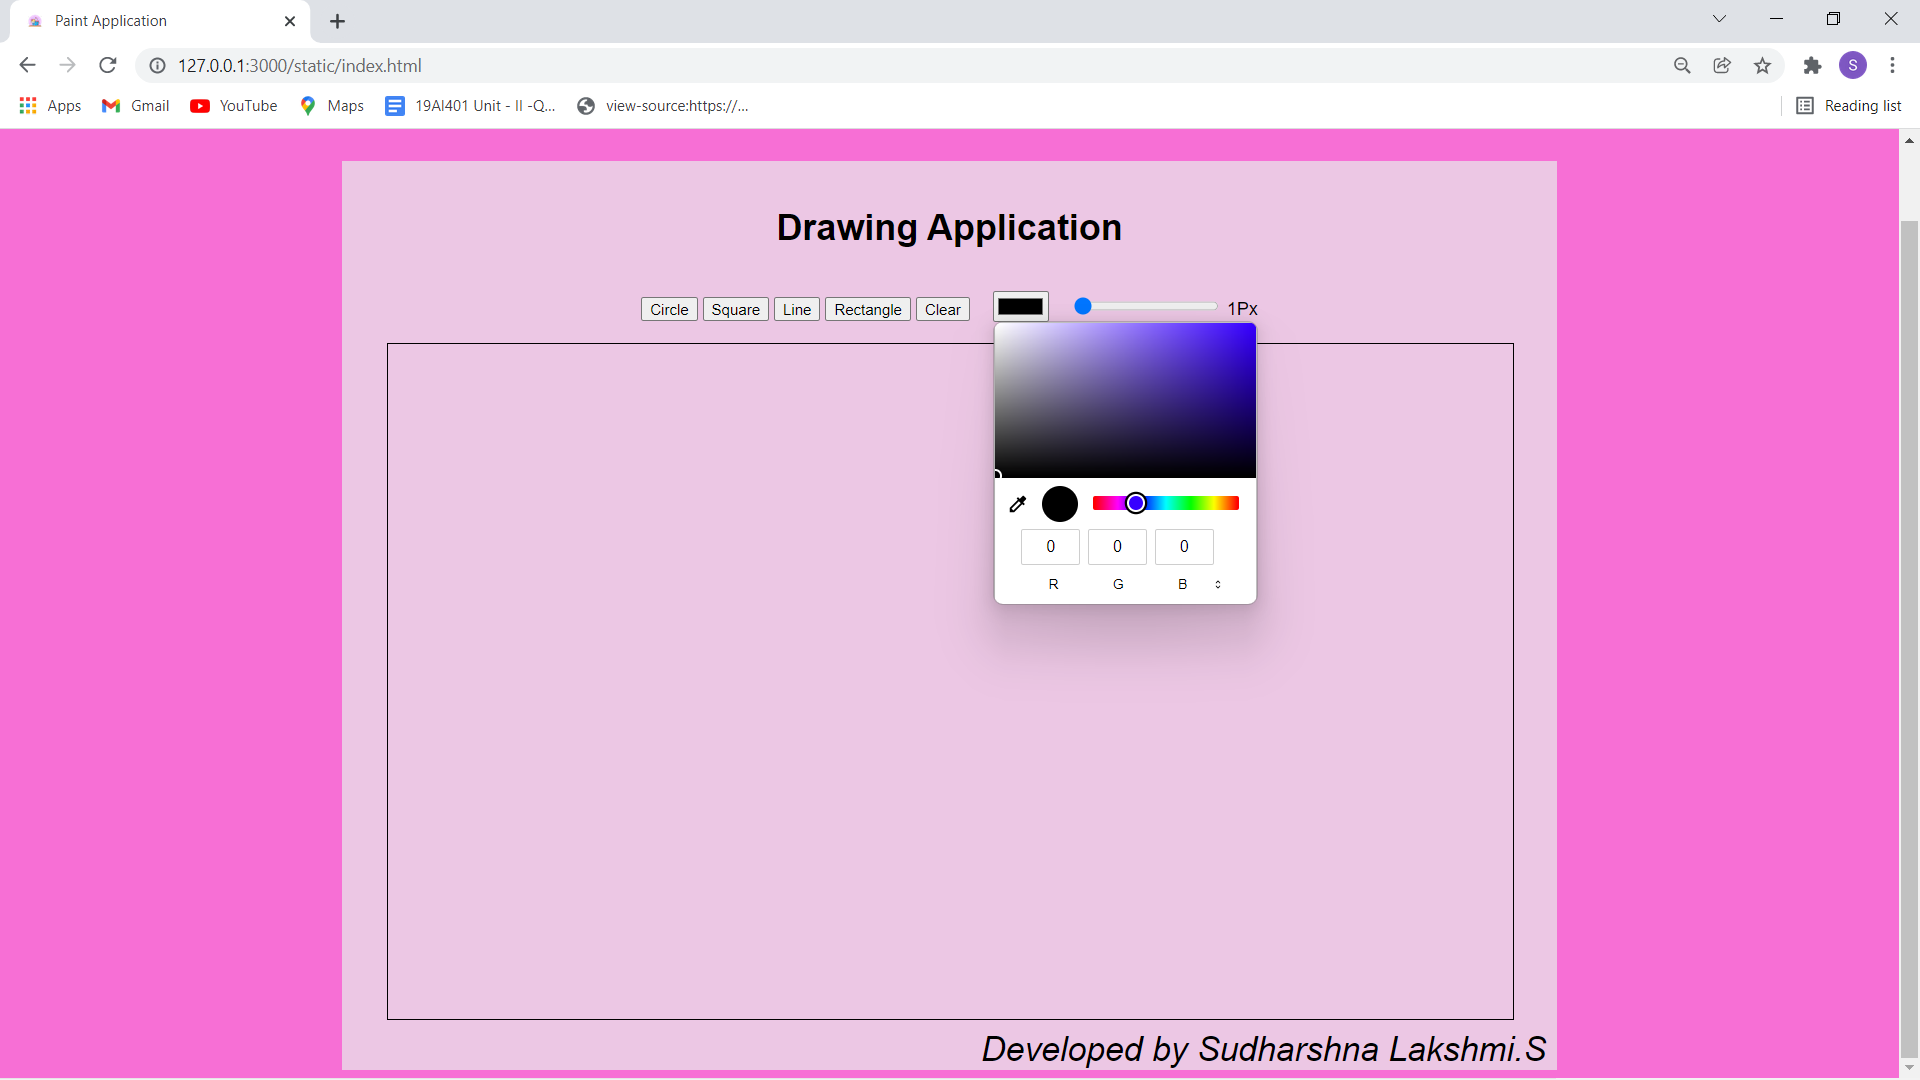 Paint Application
127.0.0.1:3000/static/index.html
S
Apps Gmail YouTube Maps 19AI401 Unit - II -Q... view-source:https://... Reading list
Drawing Application
Circle Square Line Rectangle Clear 1Px
0 0 0
R G B
Developed by Sudharshna Lakshmi.S